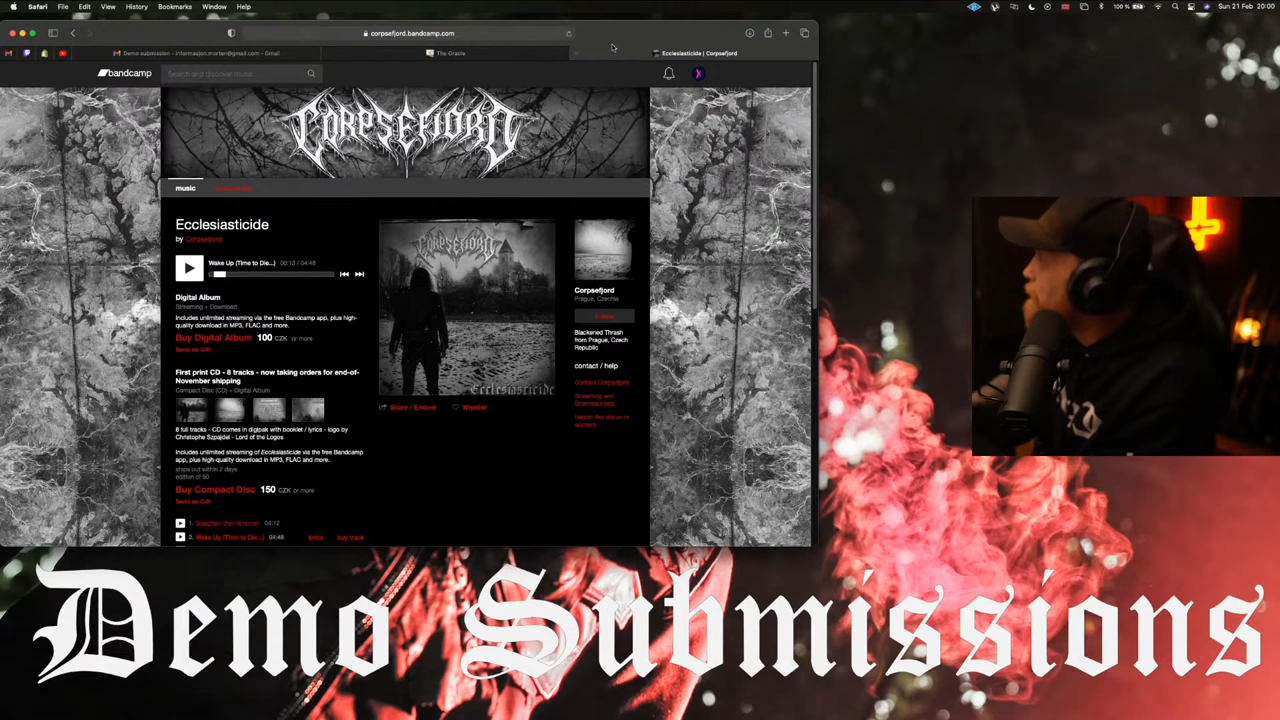 Safari File Edit View History Bookmarks Window Help
100 % Sun 21 Feb 20:00
corpsefjord.bandcamp.com
Demo submission - informasjon.morten@gmail.com - Gmail
The Oracle
Ecclesiasticide | Corpsefjord
bandcamp
Search and discover music
CORPSEFJORD
music
Ecclesiasticide
by Corpsefjord
Wake Up (Time to Die...) 00:13 / 04:48
Digital Album
Streaming + Download
Includes unlimited streaming via the free Bandcamp
app, plus high-
quality download in MP3, FLAC and more.
Buy Digital Album 100 CZK or more
Send as Gift
First print CD - 8 tracks - now taking orders for end-of-
November shipping
Compact Disc (CD) + Digital Album
8 full tracks - CD comes in digipak with booklet / lyrics - logo by
Christophe Szpajdel - Lord of the Logos
Includes unlimited streaming of Ecclesiasticide via the free Bandcamp
app, plus high-quality download in MP3, FLAC and more.
ships out within 2 days
edition of 50
Buy Compact Disc 150 CZK or more
Send as Gift
1. Slaughter their Kristmer 04:12
2. Wake Up (Time to Die...) 04:48 lyrics buy track
CORPSEFJORD
Ecclesiasticide
Share / Embed Wishlist
Corpsefjord
Prague, Czechia
Follow
Blackened Thrash
from Prague, Czech
Republic
contact / help
Contact Corpsefjord
Streaming and
Download help
Report this album or
account
Demo Submissions